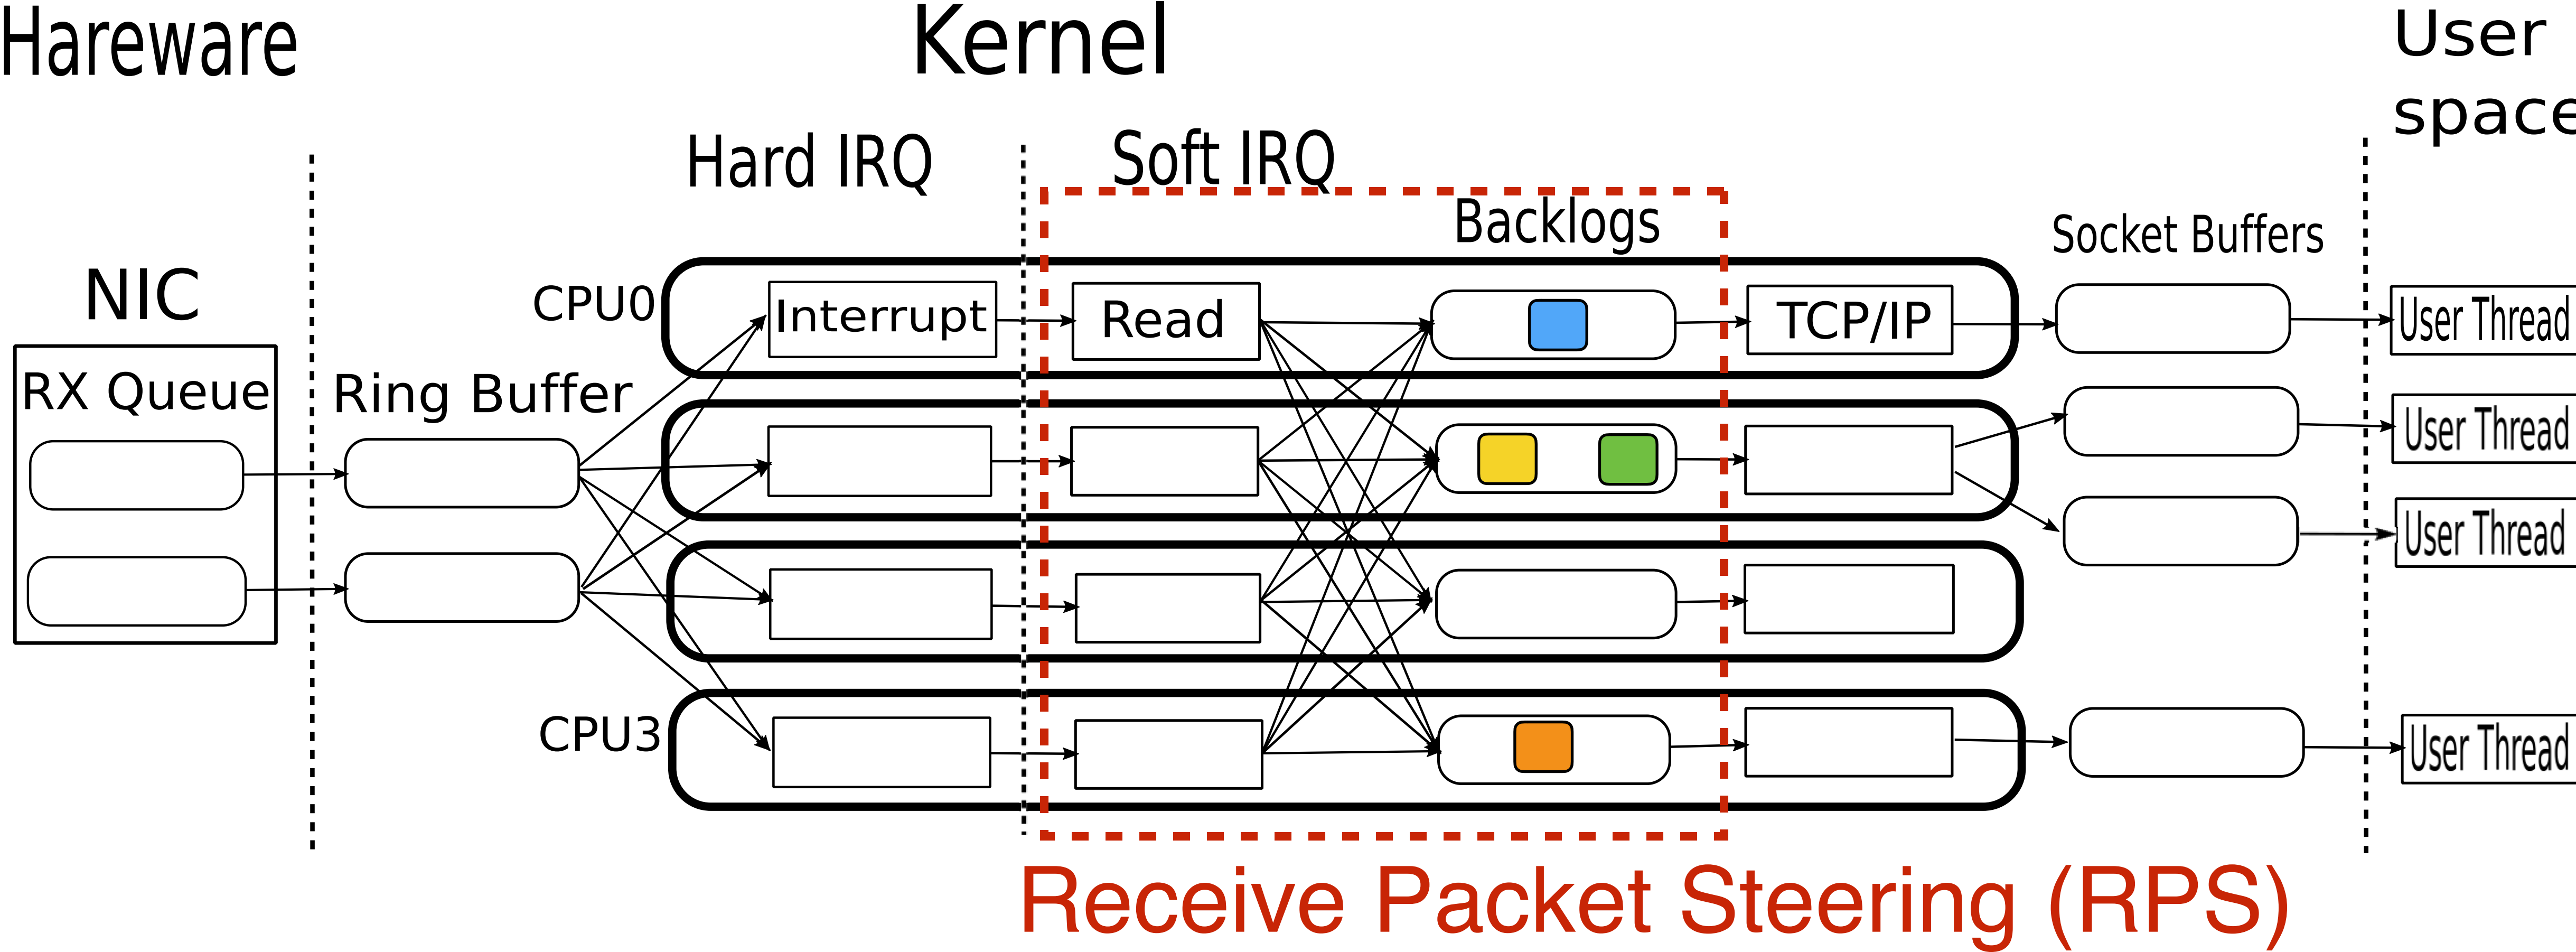 Hareware
Kernel
User
space
Hard IRQ
Soft IRQ
Backlogs
Socket Buffers
NIC
CPU0
Interrupt
Read
TCP/IP
User Thread
RX Queue
Ring Buffer
User Thread
User Thread
CPU3
User Thread
Receive Packet Steering (RPS)